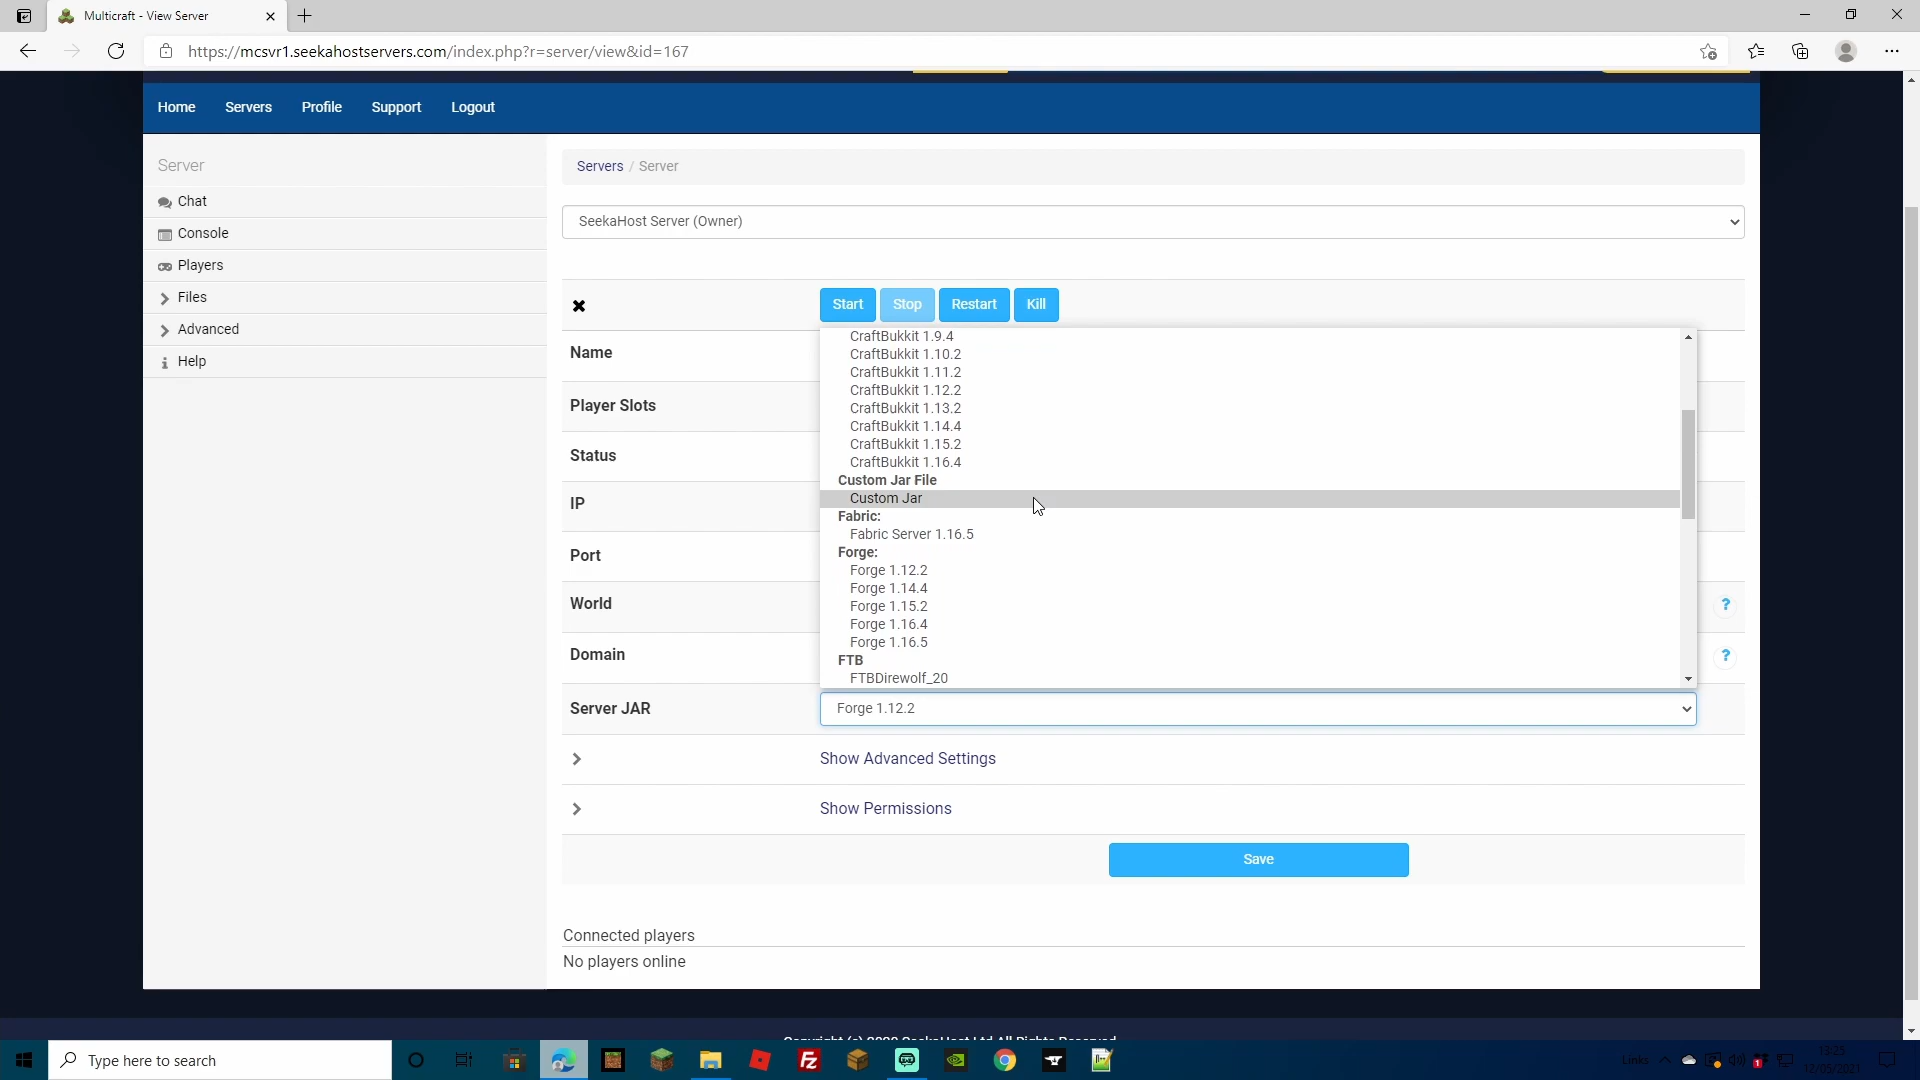 Multicraft - View Server
https://mcsvr1.seekahostservers.com/index.php?r=server/view&id=167
Home Servers Profile Support Logout
Server
Chat
Console
Players
Files
Advanced
Help
Servers / Server
SeekaHost Server (Owner)
Start Stop Restart Kill
Name
Player Slots
Status
IP
Port
World
?
Domain
?
CraftBukkit 1.9.4
CraftBukkit 1.10.2
CraftBukkit 1.11.2
CraftBukkit 1.12.2
CraftBukkit 1.13.2
CraftBukkit 1.14.4
CraftBukkit 1.15.2
CraftBukkit 1.16.4
Custom Jar File
Custom Jar
Fabric:
Fabric Server 1.16.5
Forge:
Forge 1.12.2
Forge 1.14.4
Forge 1.15.2
Forge 1.16.4
Forge 1.16.5
FTB
FTBDirewolf_20
Server JAR Forge 1.12.2
Show Advanced Settings
Show Permissions
Save
Connected players
No players online
Type here to search
Links
13:23
12/05/2021